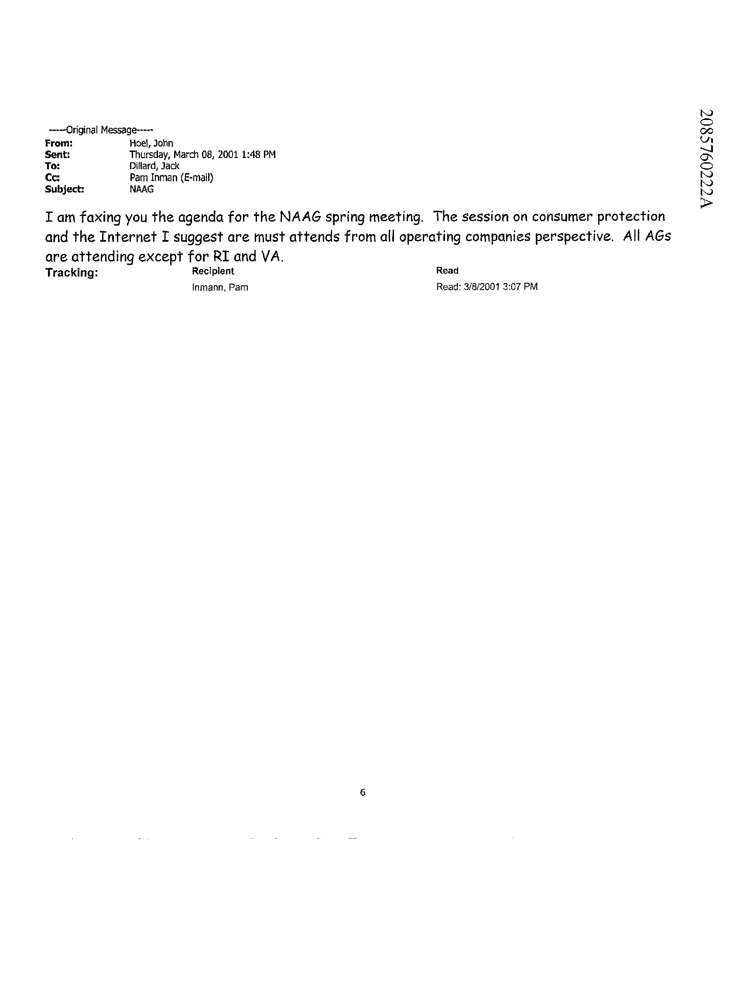 -----Original Message-----
From: Hoel, John
Sent: Thursday, March 08, 2001 1:48 PM
To: Dillard, Jack
Cc: Pam Inman (E-mail)
Subject: NAAG
I am faxing you the agenda for the NAAG spring meeting. The session on consumer protection
and the Internet I suggest are must attends from all operating companies perspective. All AGs
are attending except for RI and VA.
Tracking: Recipient Read
Inmann, Pam Read: 3/8/2001 3:07 PM
6
2085760222A